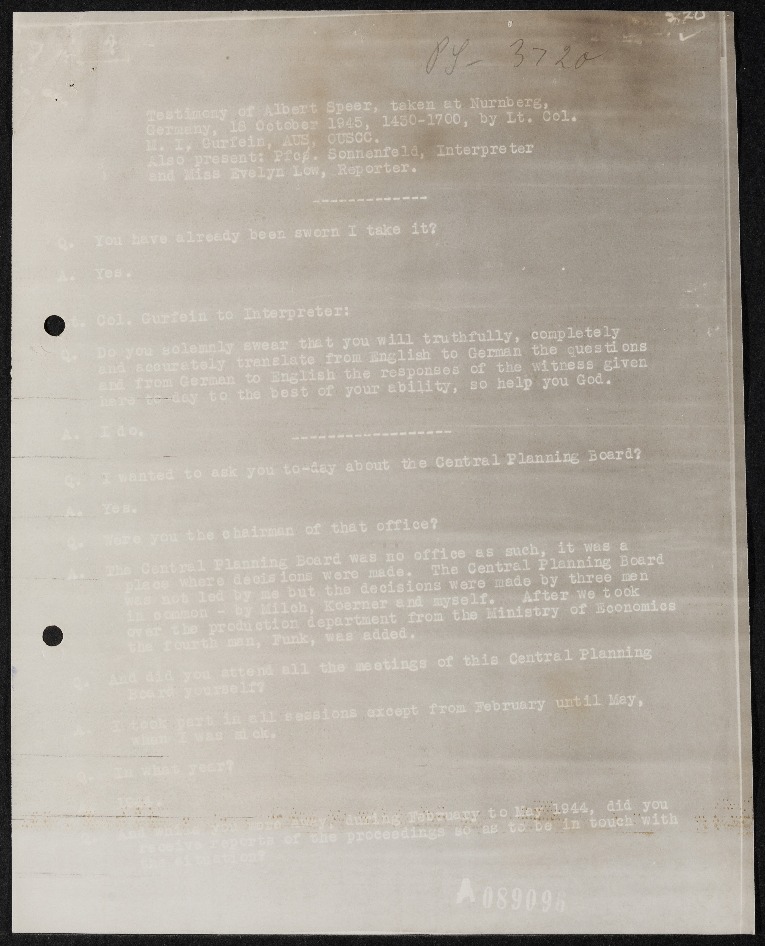 PS- 3720
Testimony of Albert Speer, taken at Nurnberg,
Germany, 18 October 1945, 1430-1700, by Lt. Col.
M. I. Gurfein, AUS, OUSCC.
Also present: Pfc. Sonnenfeld, Interpreter
and Miss Evelyn Low, Reporter.
Q. You have already been sworn I take it?
A. Yes.
Col. Gurfein to Interpreter:
Q. Do you solemnly swear that you will truthfully, completely
and accurately translate from English to German the questions
and from German to English the responses of the witness given
here to-day to the best of your ability, so help you God.
A. I do.
Q. I wanted to ask you to-day about the Central Planning Board?
A. Yes.
Q. Were you the chairman of that office?
A. The Central Planning Board was no office as such, it was a
place where decisions were made. The Central Planning Board
was not led by me but the decisions were made by three men
in common - by Milch, Koerner and myself. After we took
over the production department from the Ministry of Economics
the fourth man, Funk, was added.
Q. And did you attend all the meetings of this Central Planning
Board yourself?
A. I took part in all sessions except from February until May,
when I was sick.
Q. In what year?
during February to May 1944, did you
receive reports of the proceedings so as to be in touch with
A 089096